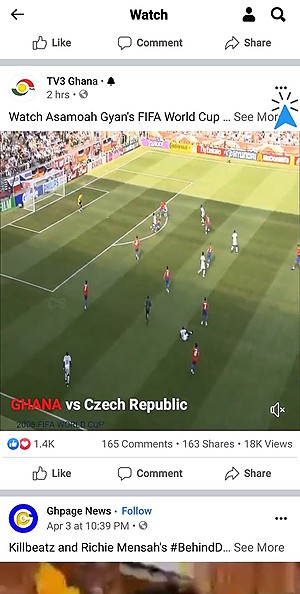 Watch
Like Comment Share
TV3 Ghana ·
2 hrs ·
Watch Asamoah Gyan's FIFA World Cup ... See Mor
GHANA vs Czech Republic
2006 FIFA WORLD CUP
1.4K 165 Comments · 163 Shares · 18K Views
Like Comment Share
Ghpage News · Follow
Apr 3 at 10:39 PM ·
Killbeatz and Richie Mensah's #BehindD... See More